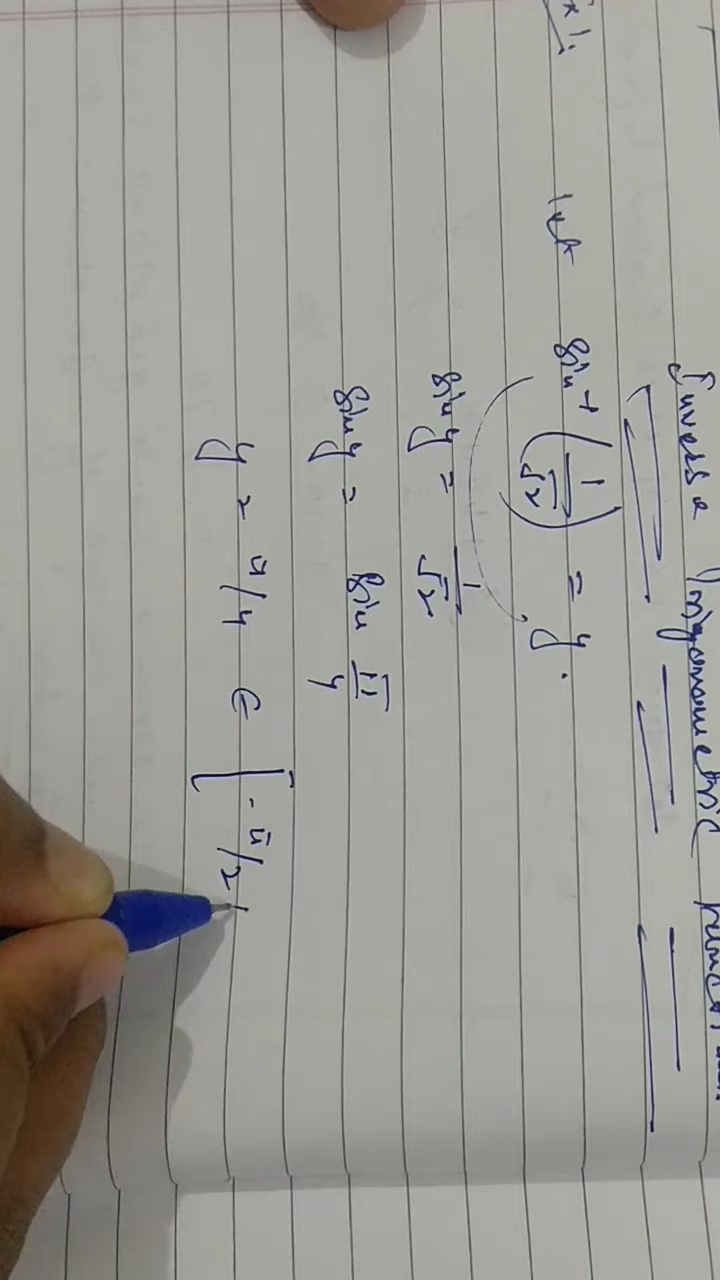 Inverse Trigonometric Function
Ex 1.
let sin⁻¹ (1/√2) = y.
sin y = 1/√2
sin y = sin π/4
y = π/4 ∈ [-π/2,